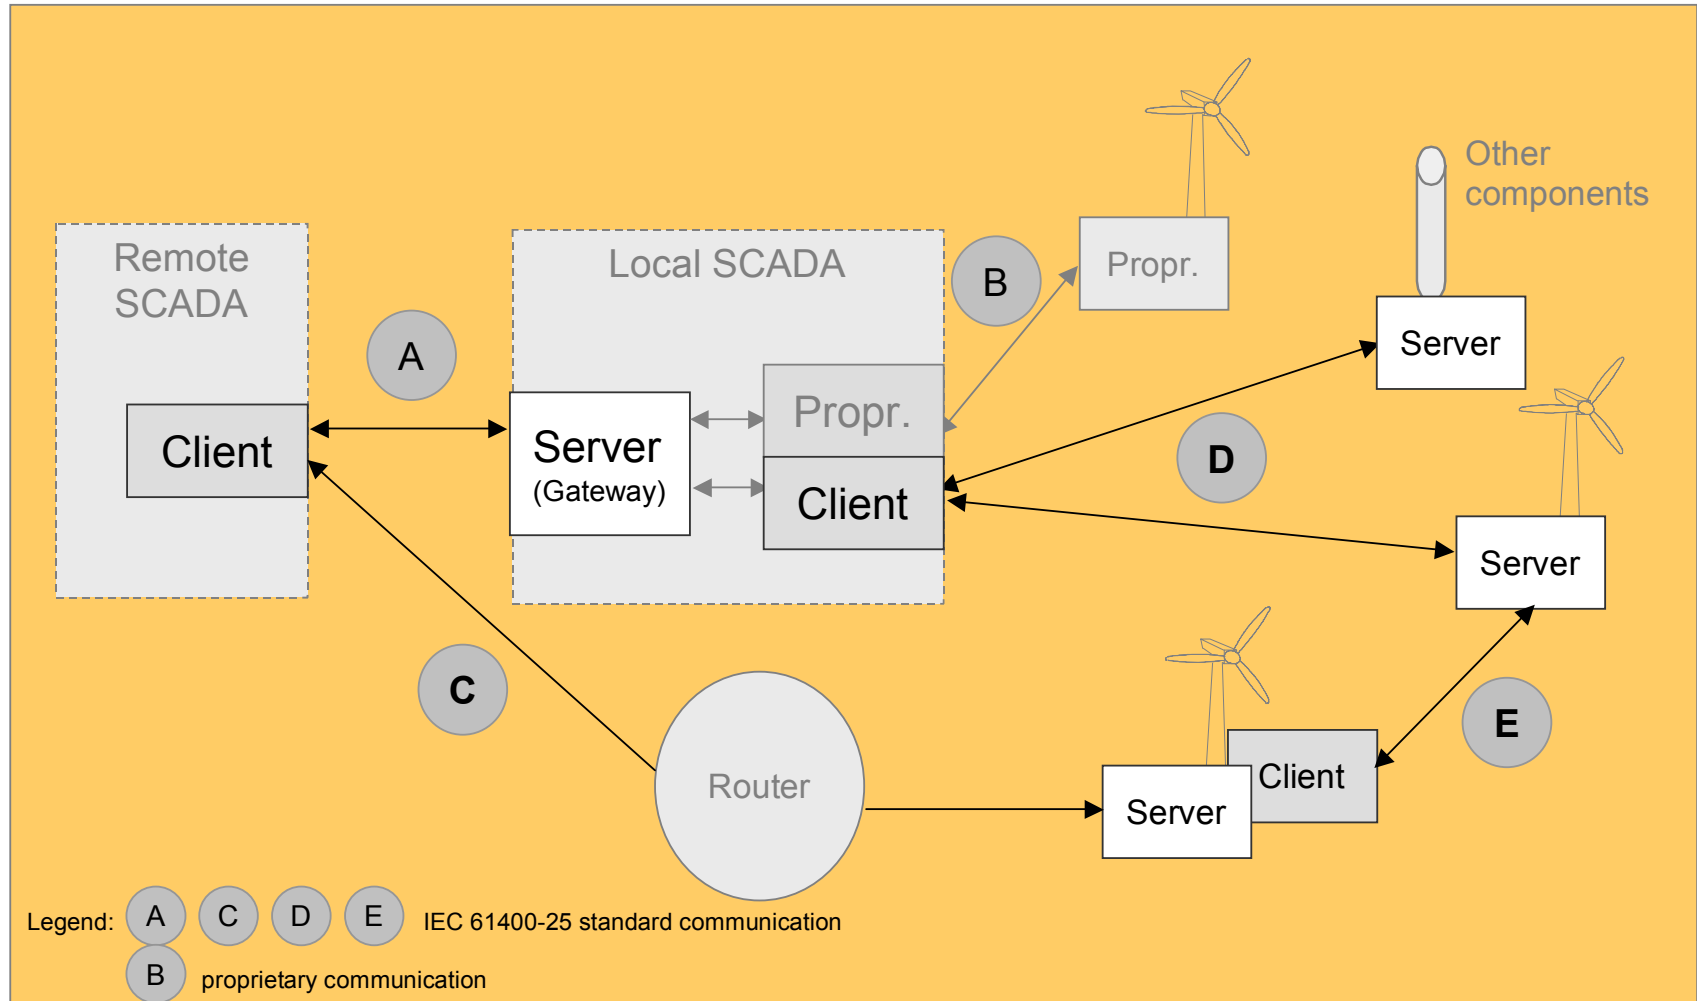 Other
components
Remote
SCADA
Local SCADA
B
Propr.
A
Server
Propr.
Client
Server
(Gateway)
Client
D
Server
C
E
Router
Client
Server
Legend: A C D E IEC 61400-25 standard communication
B proprietary communication